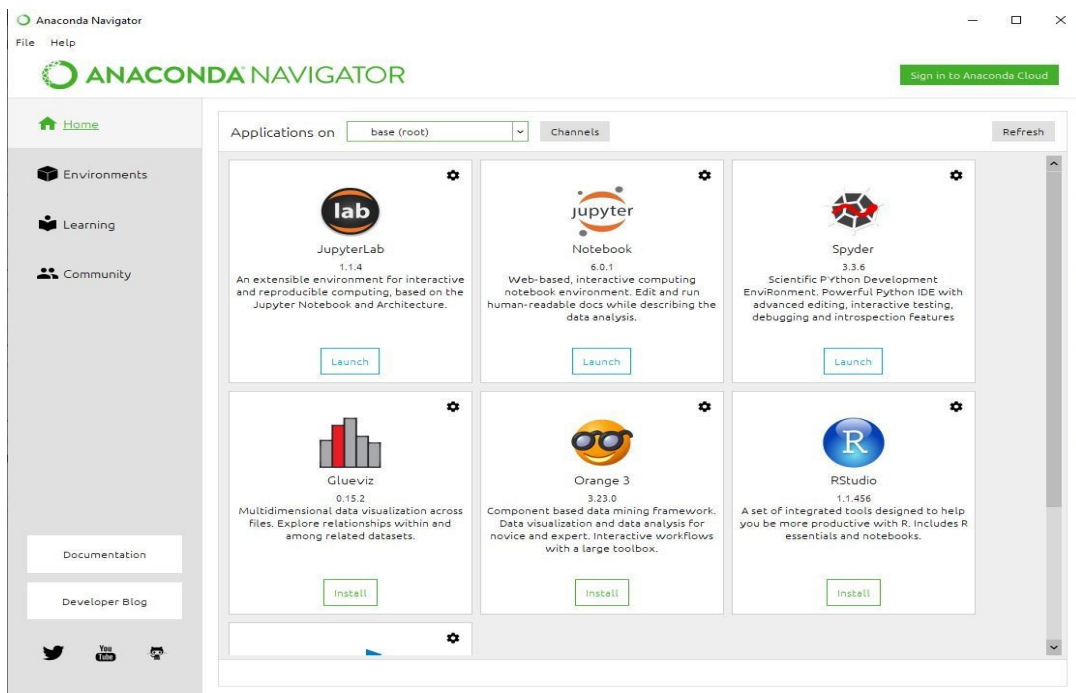 Anaconda Navigator
File Help
ANACONDA NAVIGATOR
Sign in to Anaconda Cloud
Home
Environments
Learning
Community
Documentation
Developer Blog
You
Tube
Applications on base (root) Channels Refresh
lab
JupyterLab
1.1.4
An extensible environment for interactive
and reproducible computing, based on the
Jupyter Notebook and Architecture.
Launch
jupyter
Notebook
6.0.1
Web-based, interactive computing
notebook environment. Edit and run
human-readable docs while describing the
data analysis.
Launch
Spyder
3.3.6
Scientific PYthon Development
EnviRonment. Powerful Python IDE with
advanced editing, interactive testing,
debugging and introspection features
Launch
Glueviz
0.15.2
Multidimensional data visualization across
files. Explore relationships within and
among related datasets.
Install
Orange 3
3.23.0
Component based data mining framework.
Data visualization and data analysis for
novice and expert. Interactive workflows
with a large toolbox.
Install
R
RStudio
1.1.456
A set of integrated tools designed to help
you be more productive with R. Includes R
essentials and notebooks.
Install